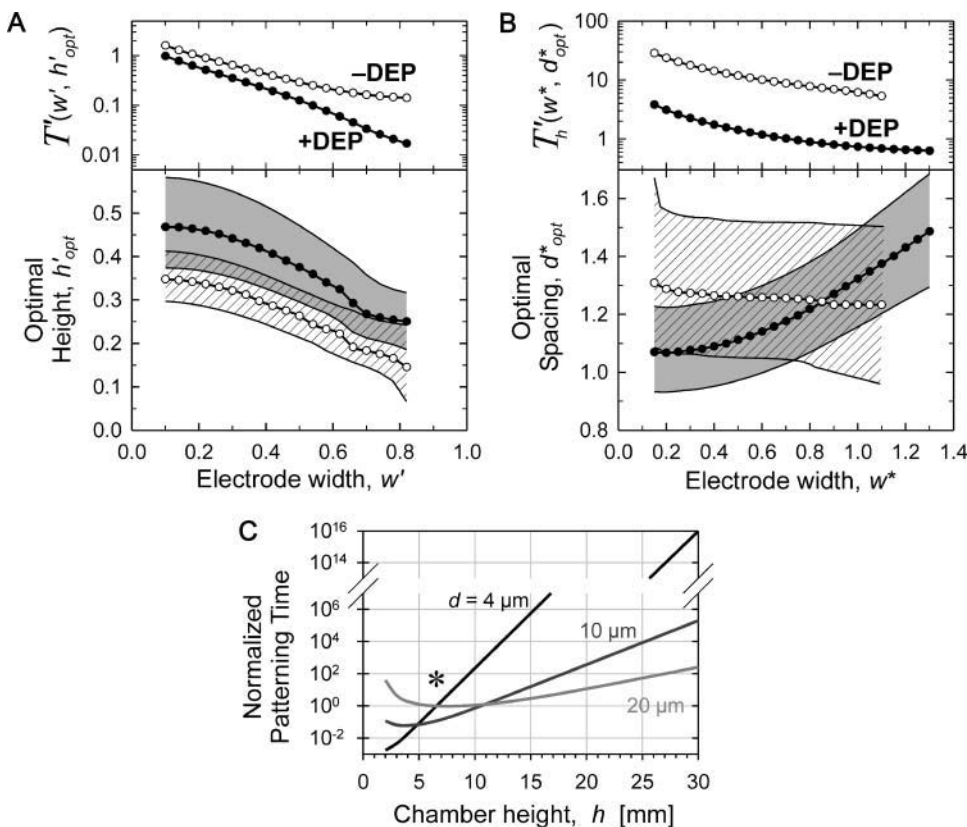 A
T'(w', h'opt)
1
0.1
0.01
–DEP
+DEP
Optimal
Height, h'opt
0.5
0.4
0.3
0.2
0.1
0.0
0.0 0.2 0.4 0.6 0.8 1.0
Electrode width, w'
B
T'h(w*, d*opt)
100
10
1
–DEP
+DEP
Optimal
Spacing, d*opt
1.6
1.4
1.2
1.0
0.8
0.0 0.2 0.4 0.6 0.8 1.0 1.2 1.4
Electrode width, w*
C
Normalized
Patterning Time
10^16
10^14
10^6
10^4
10^2
10^0
10^-2
d = 4 μm
10 μm
20 μm
*
0 5 10 15 20 25 30
Chamber height, h [mm]